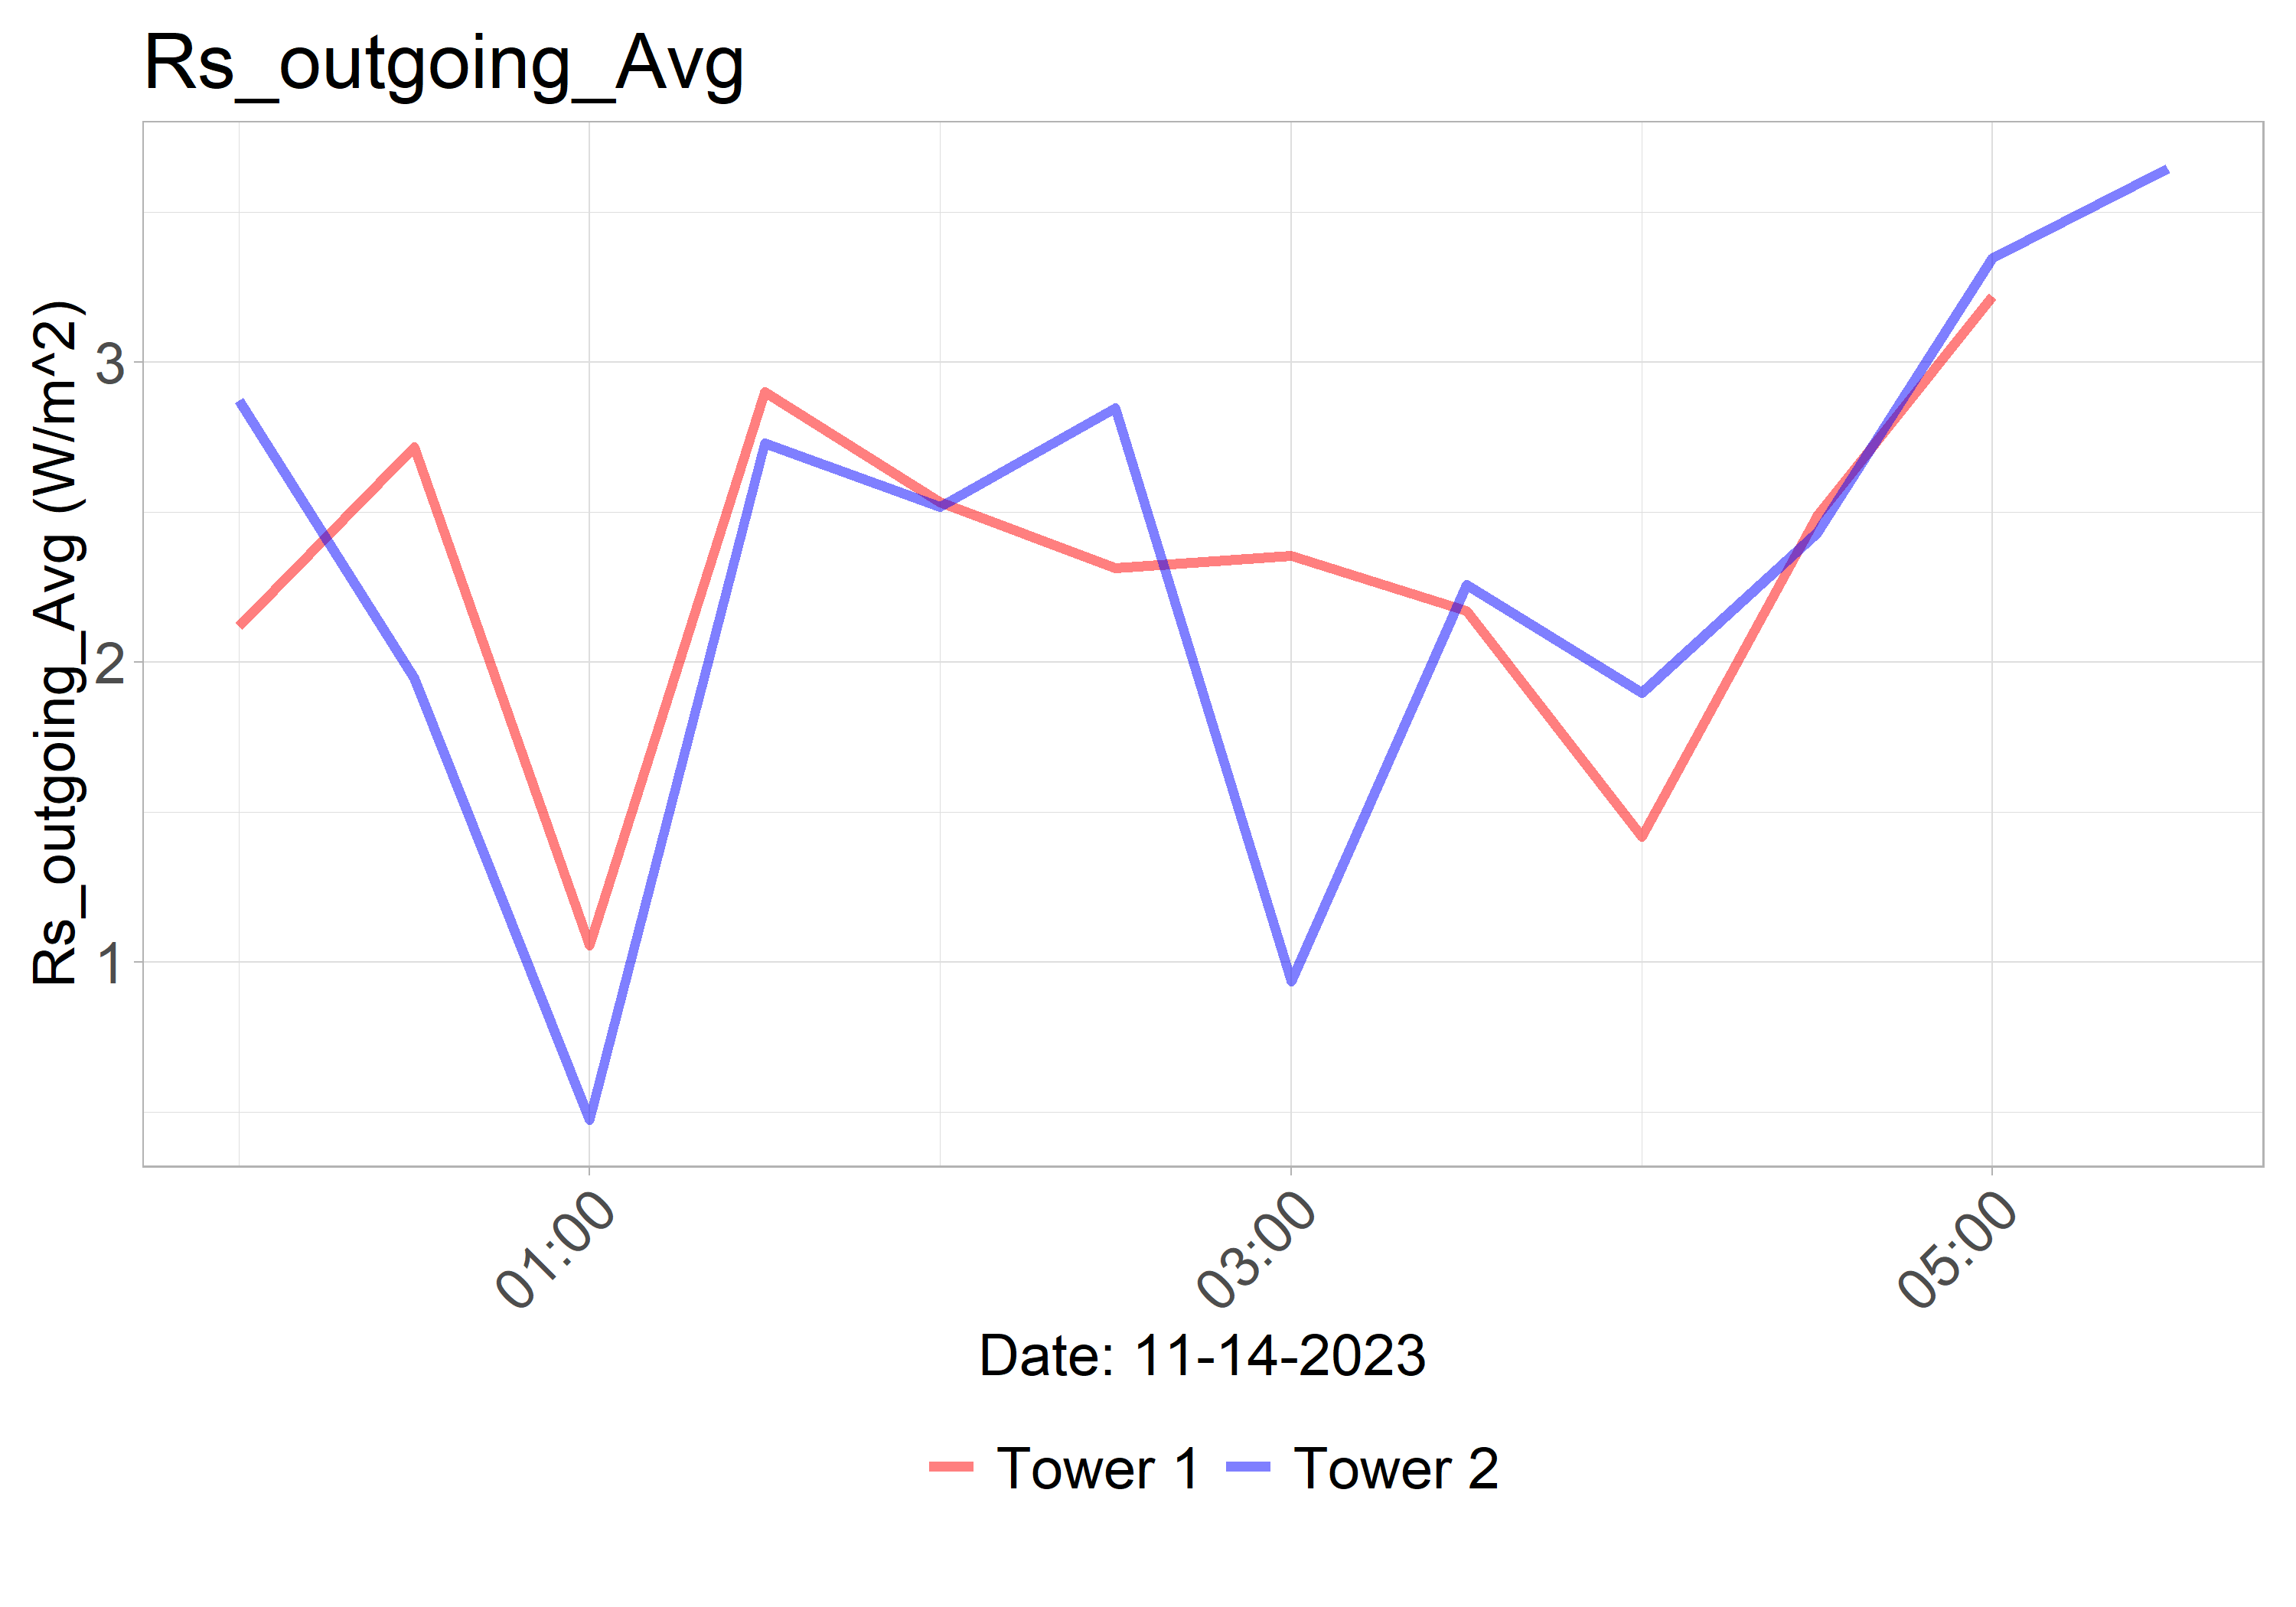 Rs_outgoing_Avg
Rs_outgoing_Avg (W/m^2)
3
2
1
01:00
03:00
05:00
Date: 11-14-2023
Tower 1
Tower 2